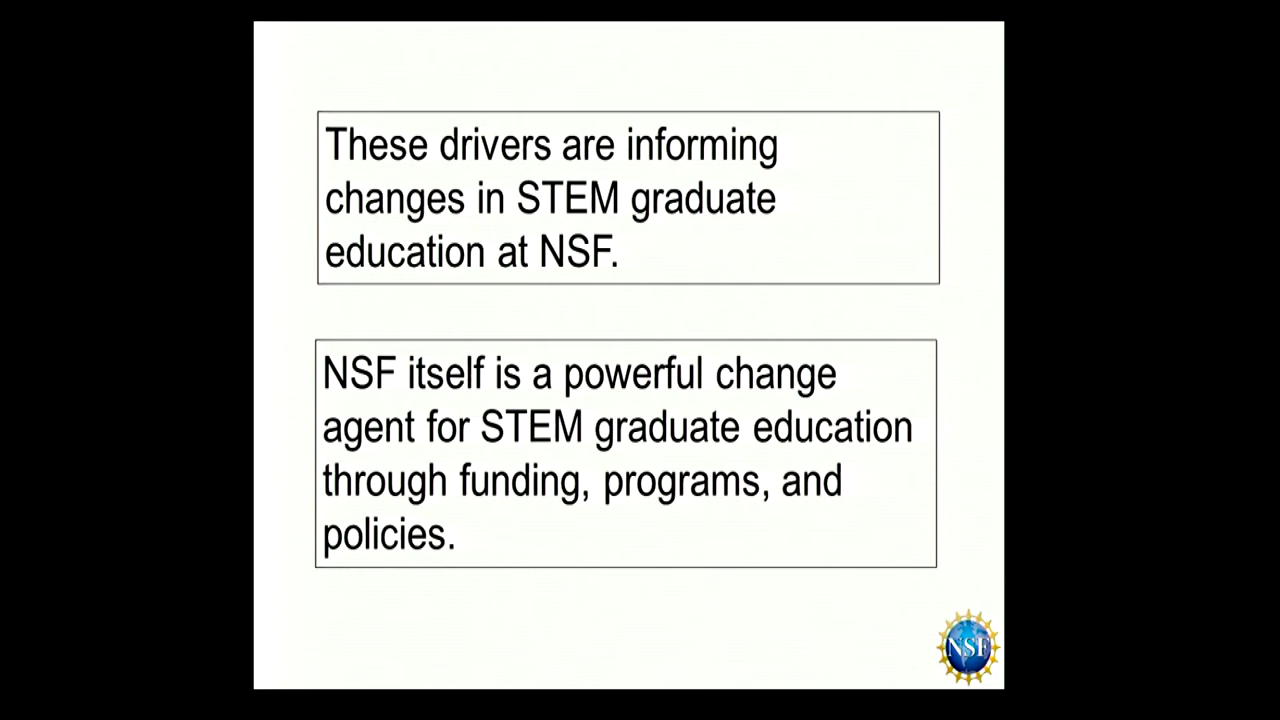 These drivers are informing
changes in STEM graduate
education at NSF.
NSF itself is a powerful change
agent for STEM graduate education
through funding, programs, and
policies.
NSF